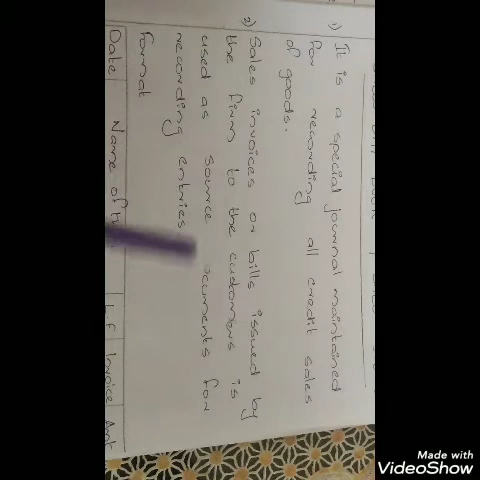 Book
1) It is a special journal maintained
for recording all credit sales
of goods.
2) Sales invoices or bills issued by
the firm to the customers is
used as source ocuments for
recording entries.
Format
Date Name of L.F Invoice Amt
Made with
VideoShow